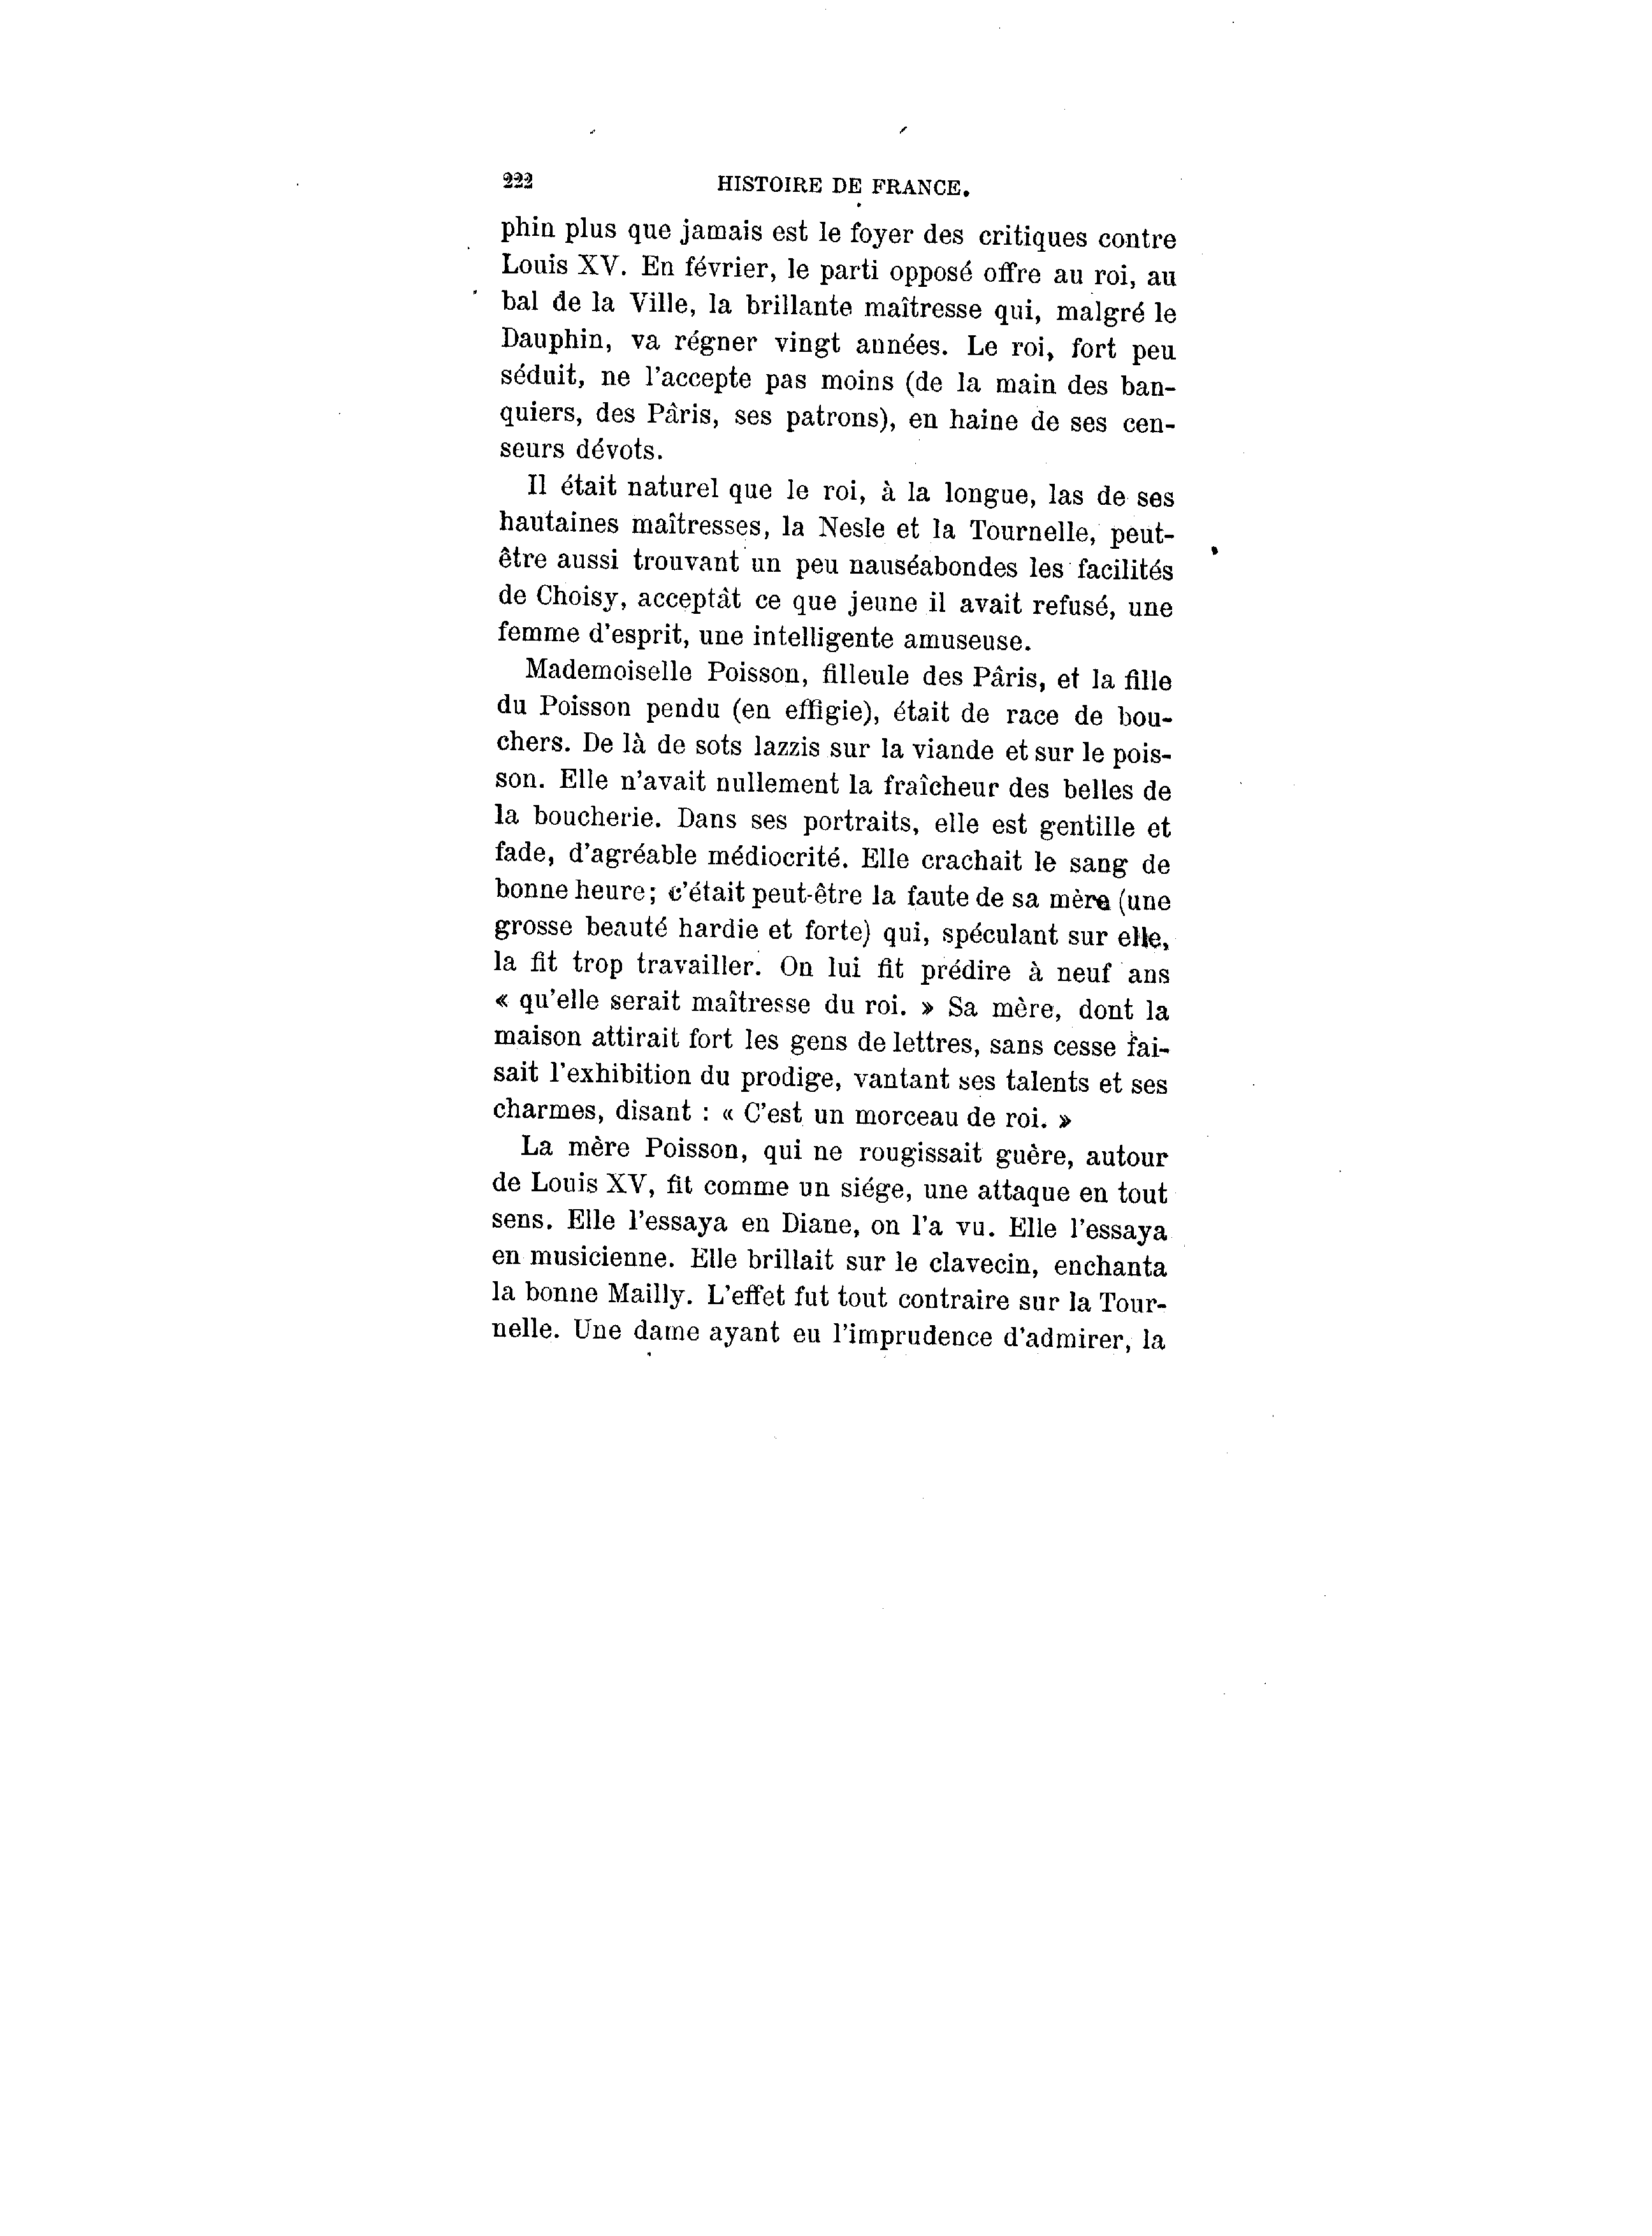 222
HISTOIRE DE FRANCE.
phin plus que jamais est le foyer des critiques contre
Louis XV. En février, le parti opposé offre au roi, au
bal de la Ville, la brillante maîtresse qui, malgré le
Dauphin, va régner vingt années. Le roi, fort peu
séduit, ne l'accepte pas moins (de la main des ban-
quiers, des Pâris, ses patrons), en haine de ses cen-
seurs dévots.
Il était naturel que le roi, à la longue, las de ses
hautaines maîtresses, la Nesle et la Tournelle, peut-
être aussi trouvant un peu nauséabondes les facilités
de Choisy, acceptât ce que jeune il avait refusé, une
femme d'esprit, une intelligente amuseuse.
Mademoiselle Poisson, filleule des Pâris, et la fille
du Poisson pendu (en effigie), était de race de bou-
chers. De là de sots lazzis sur la viande et sur le pois-
son. Elle n'avait nullement la fraîcheur des belles de
la boucherie. Dans ses portraits, elle est gentille et
fade, d'agréable médiocrité. Elle crachait le sang de
bonne heure; c'était peut-être la faute de sa mère (une
grosse beauté hardie et forte) qui, spéculant sur elle,
la fit trop travailler. On lui fit prédire à neuf ans
« qu'elle serait maîtresse du roi. » Sa mère, dont la
maison attirait fort les gens de lettres, sans cesse fai-
sait l'exhibition du prodige, vantant ses talents et ses
charmes, disant : « C'est un morceau de roi. »
La mère Poisson, qui ne rougissait guère, autour
de Louis XV, fit comme un siége, une attaque en tout
sens. Elle l'essaya en Diane, on l'a vu. Elle l'essaya
en musicienne. Elle brillait sur le clavecin, enchanta
la bonne Mailly. L'effet fut tout contraire sur la Tour-
nelle. Une dame ayant eu l'imprudence d'admirer, la